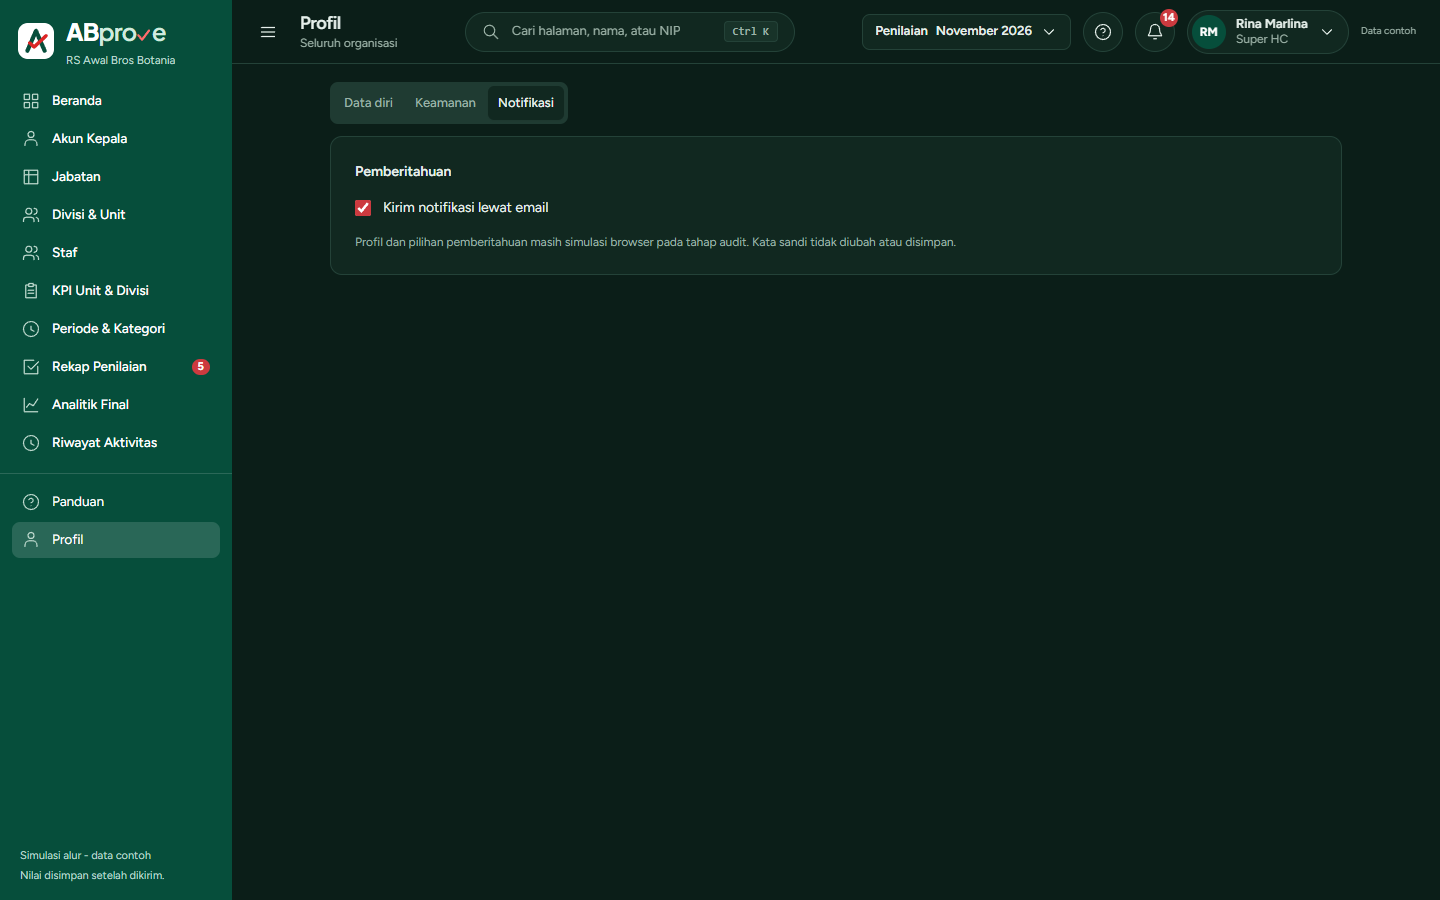 ABprove
RS Awal Bros Botania
Beranda
Akun Kepala
Jabatan
Divisi & Unit
Staf
KPI Unit & Divisi
Periode & Kategori
Rekap Penilaian 5
Analitik Final
Riwayat Aktivitas
Panduan
Profil
Simulasi alur - data contoh
Nilai disimpan setelah dikirim.
Profil
Seluruh organisasi
Cari halaman, nama, atau NIP Ctrl K
Penilaian November 2026
14
RM
Rina Marlina
Super HC
Data contoh
Data diri Keamanan Notifikasi
Pemberitahuan
Kirim notifikasi lewat email
Profil dan pilihan pemberitahuan masih simulasi browser pada tahap audit. Kata sandi tidak diubah atau disimpan.